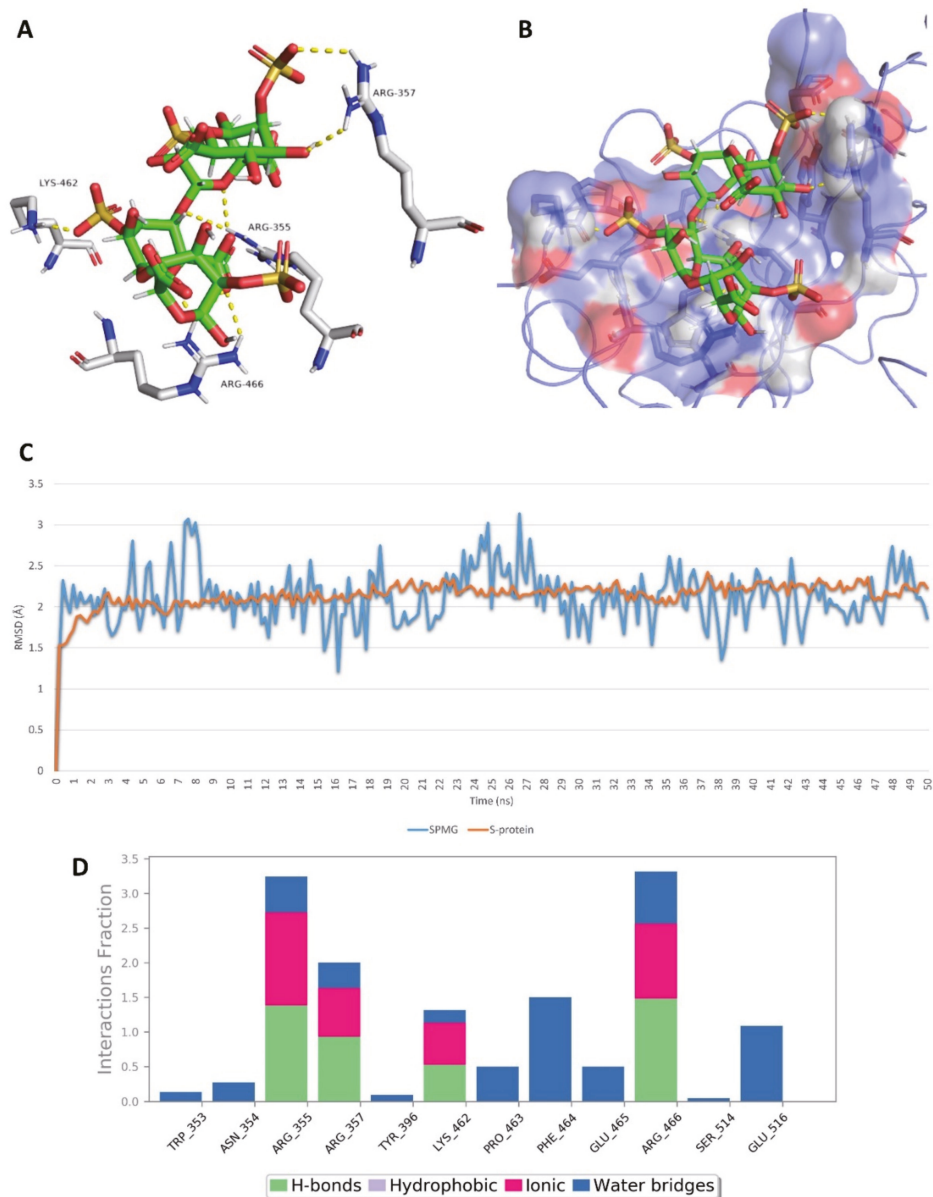 A
B
ARG-357
LYS-462
ARG-355
ARG-466
C
3.5
3
2.5
2
1.5
1
0.5
0
RMSD (Å)
0 1 2 3 4 5 6 7 8 9 10 11 12 13 14 15 16 17 18 19 20 21 22 23 24 25 26 27 28 29 30 31 32 33 34 35 36 37 38 39 40 41 42 43 44 45 46 47 48 49 50
Time (ns)
SPMG S-protein
D
3.5
3.0
2.5
2.0
1.5
1.0
0.5
0.0
Interactions Fraction
TRP_353 ASN_354 ARG_355 ARG_357 TYR_396 LYS_462 PRO_463 PHE_464 GLU_465 ARG_466 SER_514 GLU_516
H-bonds Hydrophobic Ionic Water bridges